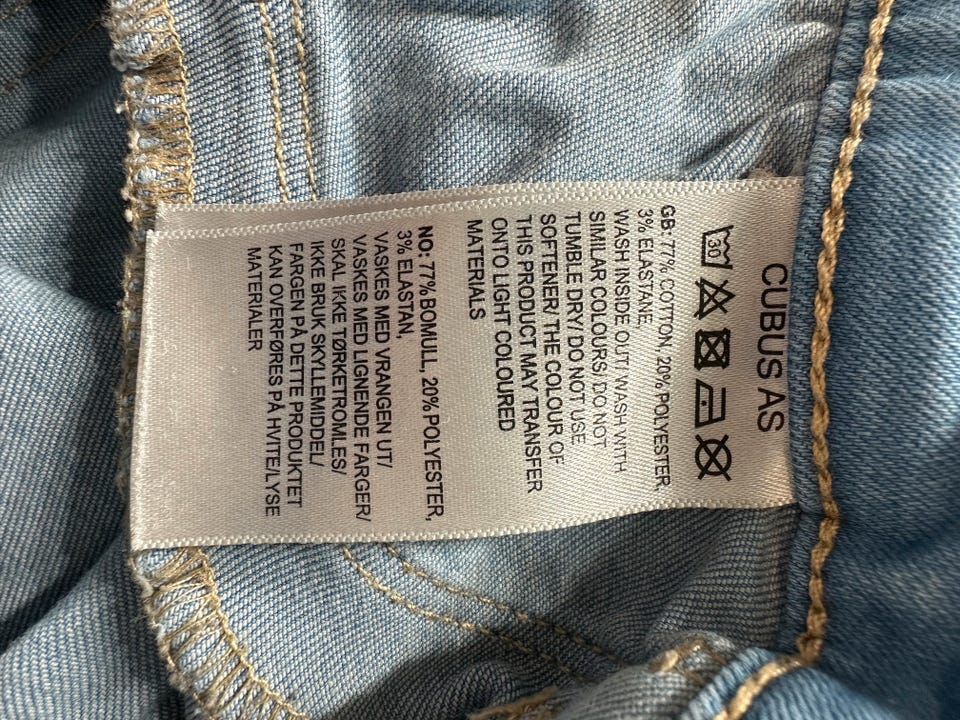 CUBUS AS
30
GB: 77% COTTON, 20% POLYESTER,
3% ELASTANE,
WASH INSIDE OUT/ WASH WITH
SIMILAR COLOURS/ DO NOT
TUMBLE DRY/ DO NOT USE
SOFTENER/ THE COLOUR OF
THIS PRODUCT MAY TRANSFER
ONTO LIGHT COLOURED
MATERIALS
NO: 77% BOMULL, 20% POLYESTER,
3% ELASTAN,
VASKES MED VRANGEN UT/
VASKES MED LIGNENDE FARGER/
SKAL IKKE TØRKETROMLES/
IKKE BRUK SKYLLEMIDDEL/
FARGEN PÅ DETTE PRODUKTET
KAN OVERFØRES PÅ HVITE/LYSE
MATERIALER